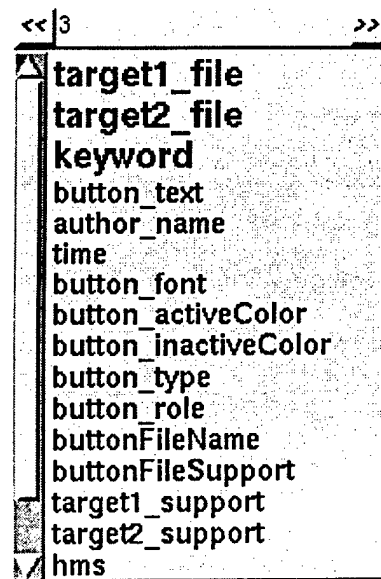 << 3 >>
target1_file
target2_file
keyword
button_text
author_name
time
button_font
button_activeColor
button_inactiveColor
button_type
button_role
buttonFileName
buttonFileSupport
target1_support
target2_support
hms